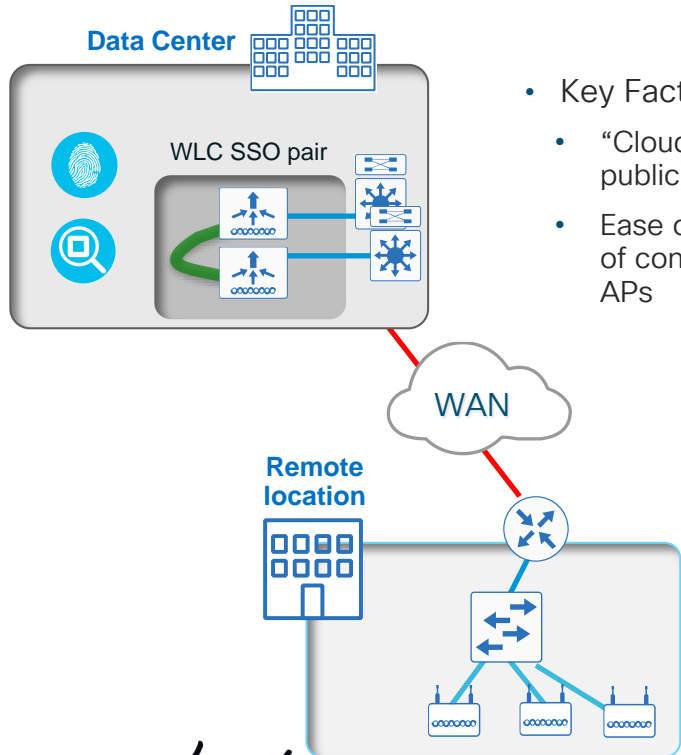 Data Center
WLC SSO pair
• Key Fact
• “Cloud
public
• Ease o
of con
APs
WAN
Remote
location